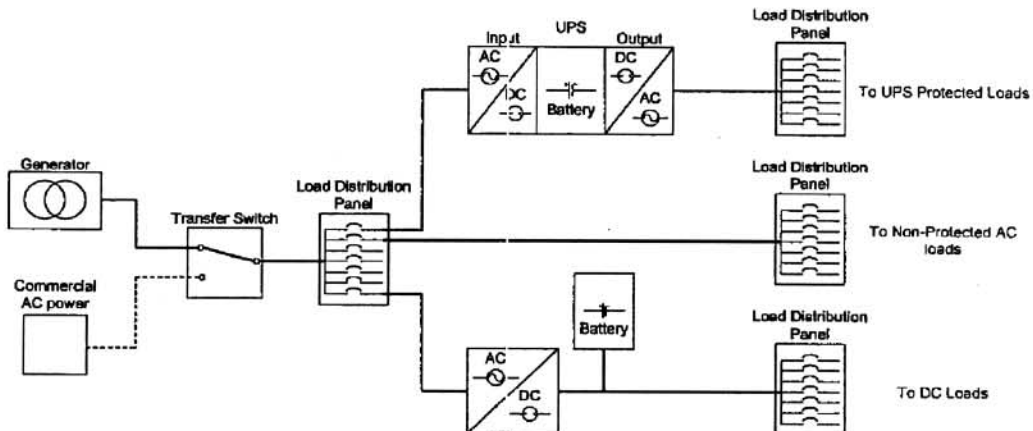 Load Distribution
Panel
UPS
Input
Output
AC
DC
Battery
DC
AC
To UPS Protected Loads
Generator
Transfer Switch
Load Distribution
Panel
Load Distribution
Panel
To Non-Protected AC
loads
Commercial
AC power
Battery
Load Distribution
Panel
AC
DC
To DC Loads